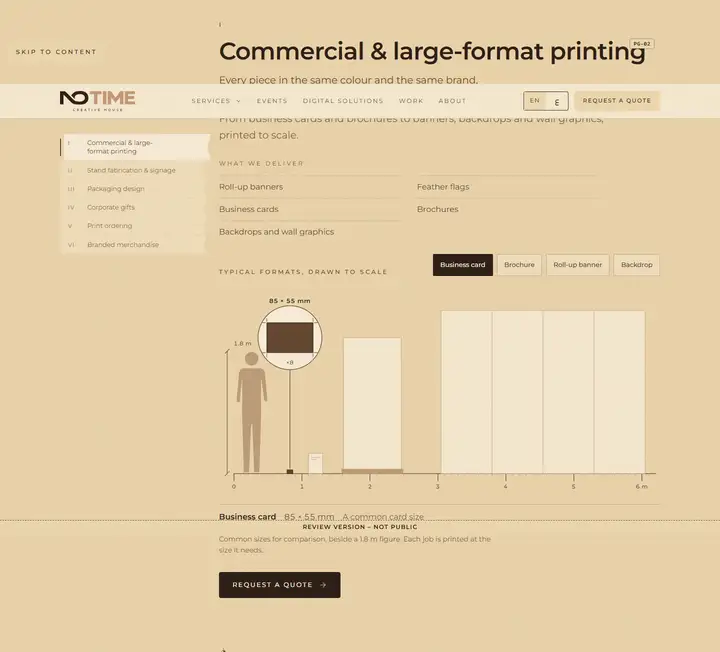 I
SKIP TO CONTENT
Commercial & large-format printing
PG-02
Every piece in the same colour and the same brand.
NOTIME
CREATIVE HOUSE
SERVICES
EVENTS
DIGITAL SOLUTIONS
WORK
ABOUT
EN
ع
REQUEST A QUOTE
From business cards and brochures to banners, backdrops and wall graphics,
printed to scale.
I Commercial & large-
format printing
II Stand fabrication & signage
III Packaging design
IV Corporate gifts
V Print ordering
VI Branded merchandise
WHAT WE DELIVER
Roll-up banners
Feather flags
Business cards
Brochures
Backdrops and wall graphics
TYPICAL FORMATS, DRAWN TO SCALE
Business card
Brochure
Roll-up banner
Backdrop
85 × 55 mm
1.8 m
×8
0 1 2 3 4 5 6 m
Business card 85 × 55 mm A common card size
REVIEW VERSION – NOT PUBLIC
Common sizes for comparison, beside a 1.8 m figure. Each job is printed at the
size it needs.
REQUEST A QUOTE →